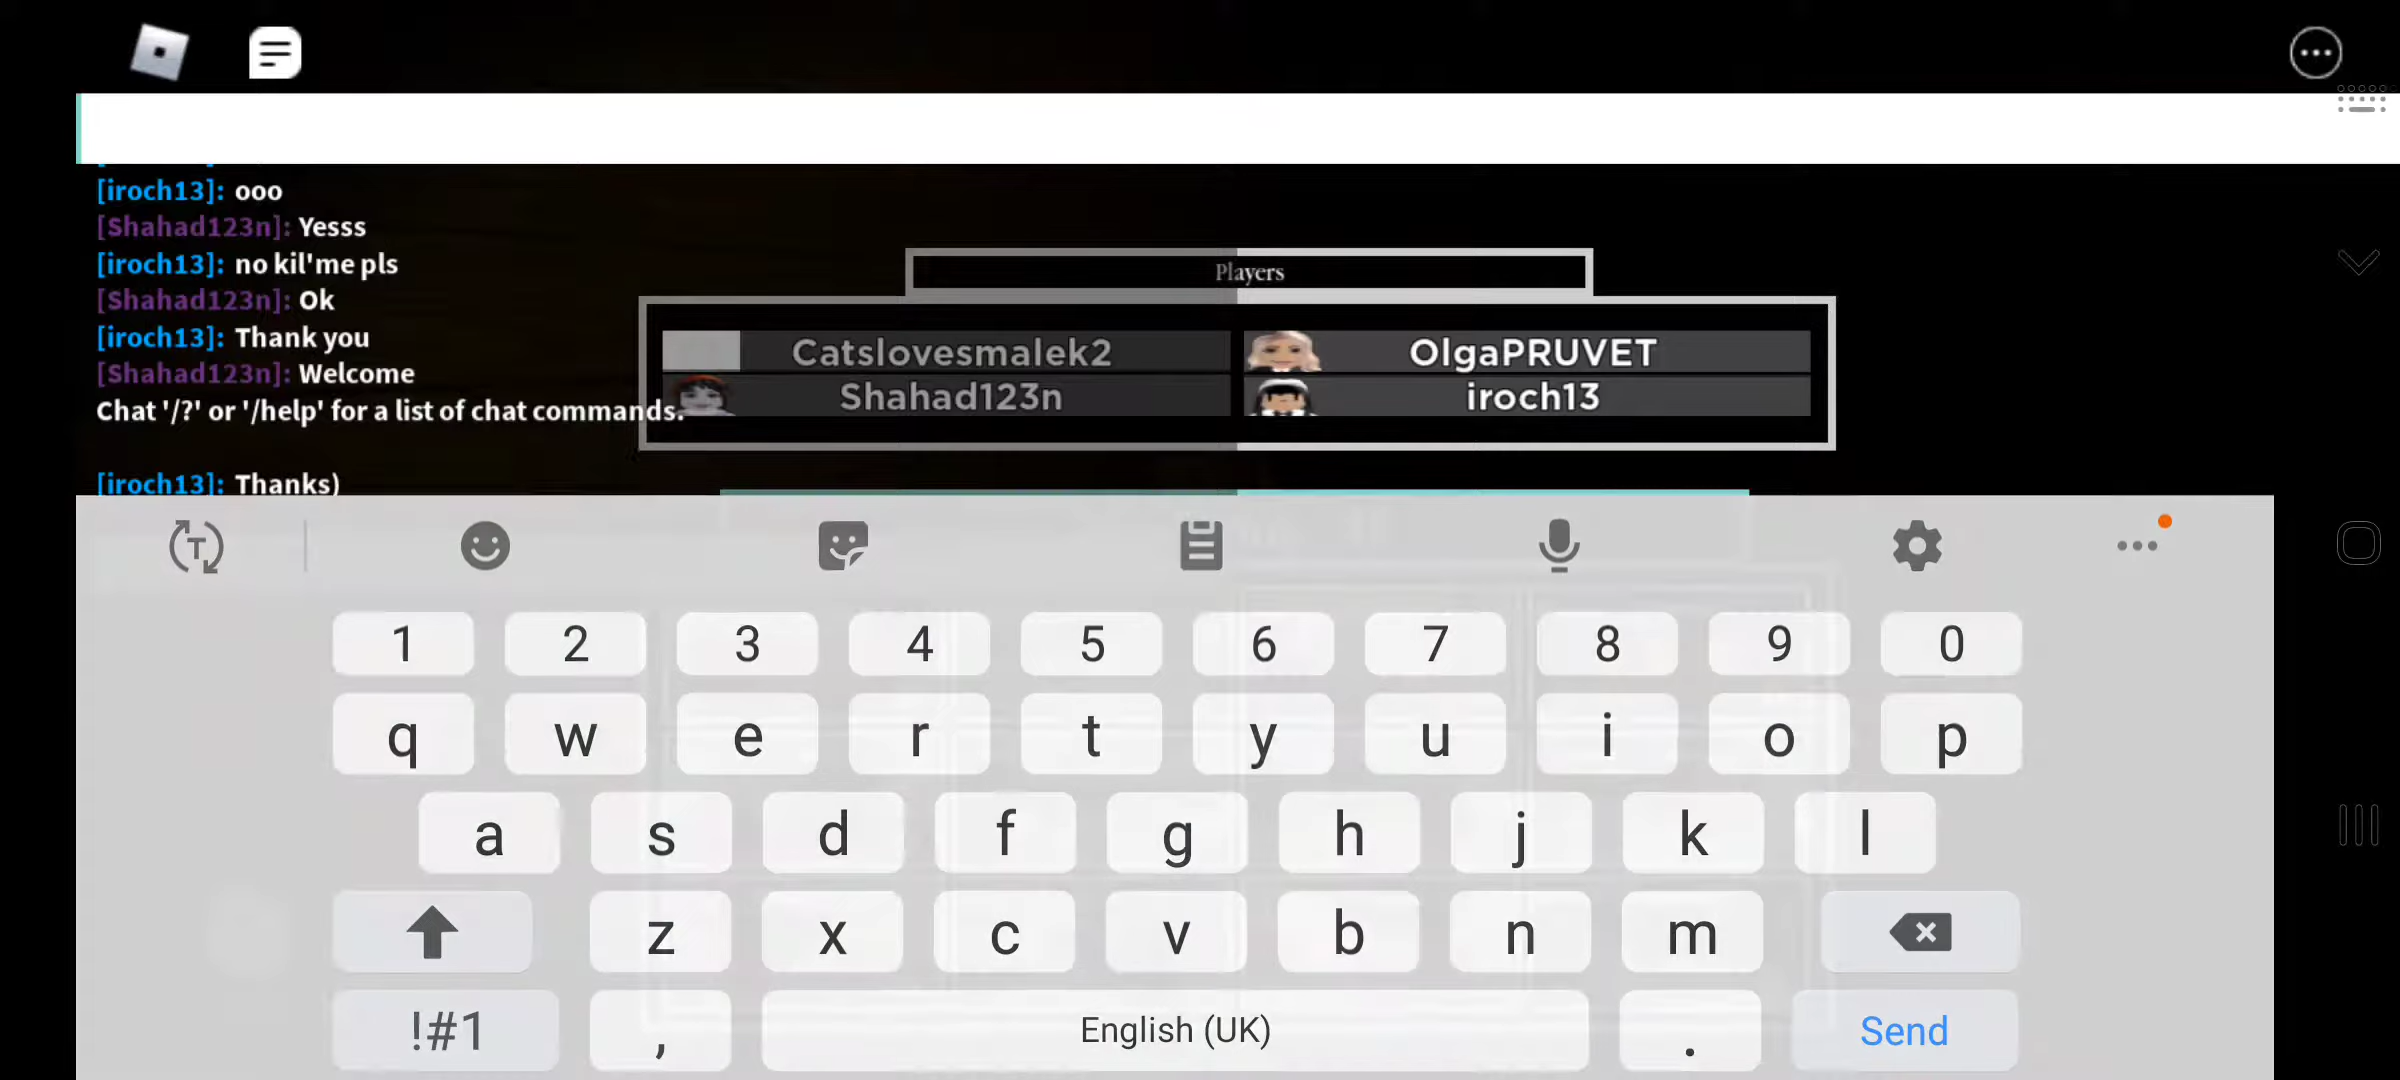 [iroch13]: ooo
[Shahad123n]: Yesss
[iroch13]: no kil'me pls
[Shahad123n]: Ok
[iroch13]: Thank you
[Shahad123n]: Welcome
Chat '/?' or '/help' for a list of chat commands.
[iroch13]: Thanks)
Players
Catslovesmalek2 OlgaPRUVET
Shahad123n iroch13
T
1 2 3 4 5 6 7 8 9 0
q w e r t y u i o p
a s d f g h j k l
z x c v b n m
!#1 , English (UK) . Send